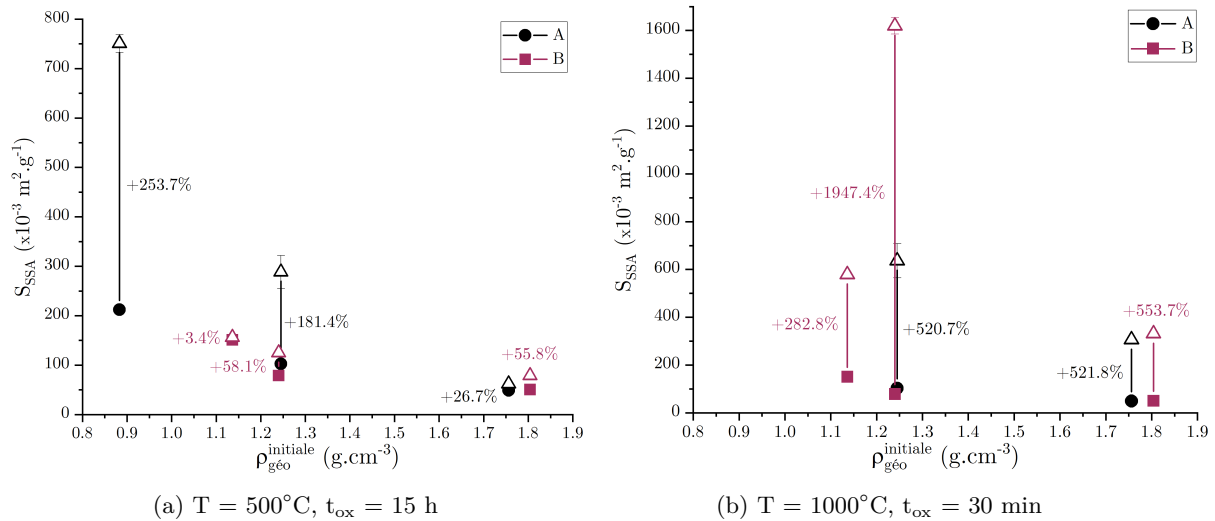 800
700
600
500
400
300
200
100
0
S_SSA (x10⁻³ m².g⁻¹)
A
B
+253.7%
+181.4%
+3.4%
+58.1%
+55.8%
+26.7%
0.8 0.9 1.0 1.1 1.2 1.3 1.4 1.5 1.6 1.7 1.8 1.9
ρ_géo^initiale (g.cm⁻³)
(a) T = 500°C, t_ox = 15 h
1600
1400
1200
1000
800
600
400
200
0
S_SSA (x10⁻³ m².g⁻¹)
A
B
+1947.4%
+282.8%
+520.7%
+553.7%
+521.8%
0.8 0.9 1.0 1.1 1.2 1.3 1.4 1.5 1.6 1.7 1.8 1.9
ρ_géo^initiale (g.cm⁻³)
(b) T = 1000°C, t_ox = 30 min